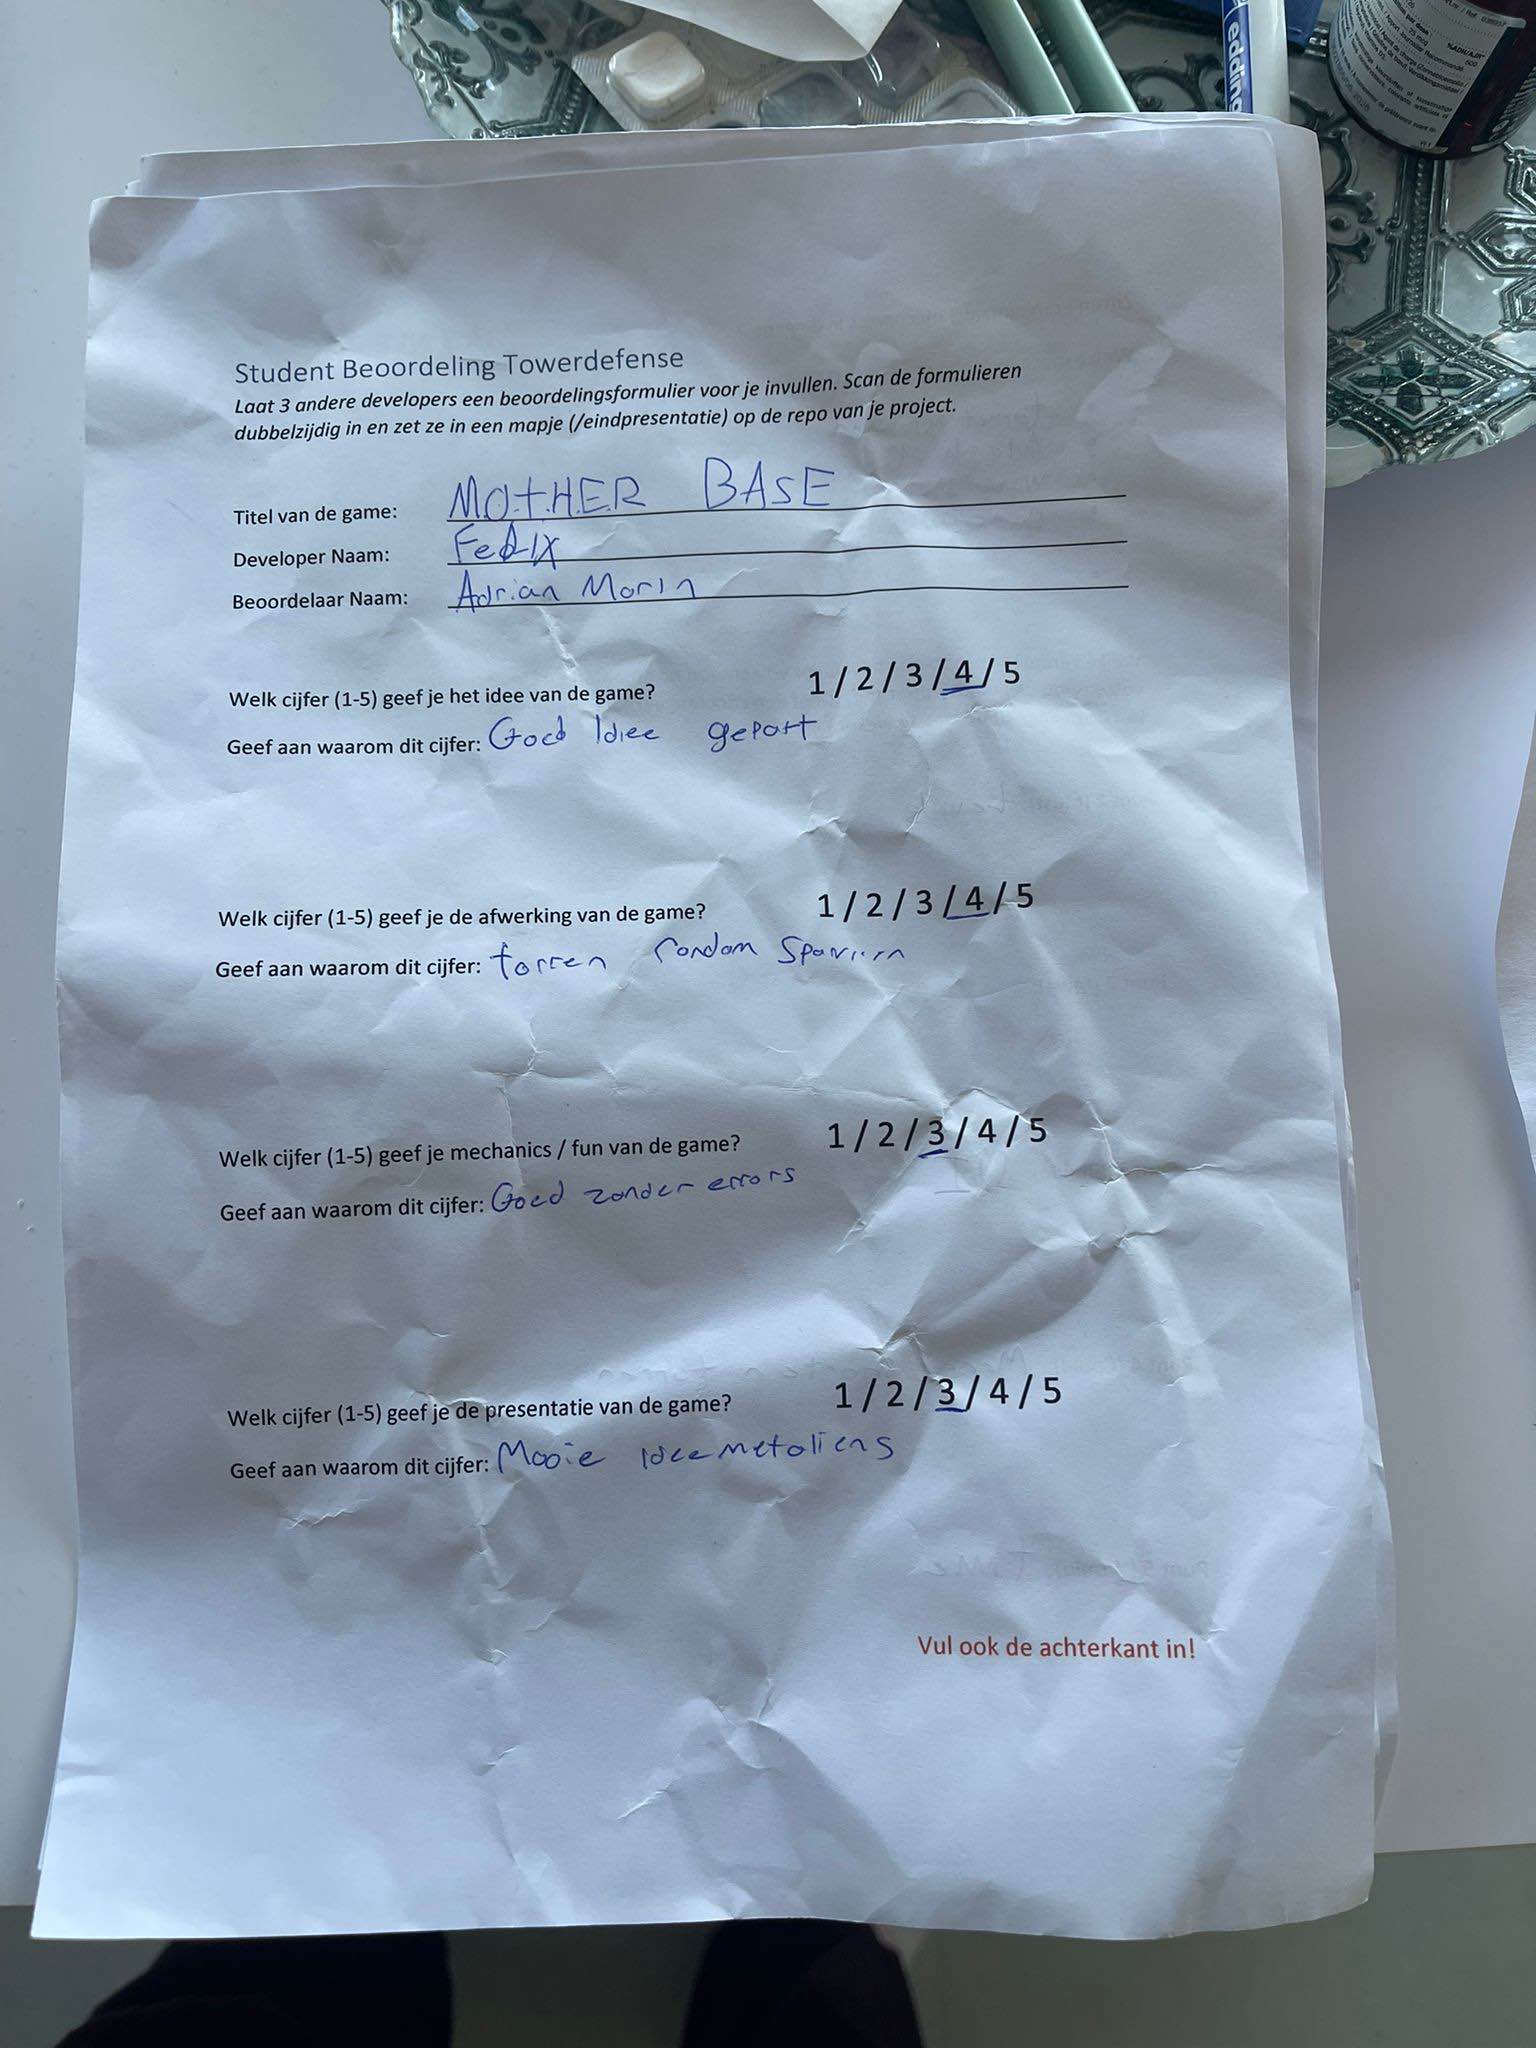 edding
Student Beoordeling Towerdefense
Laat 3 andere developers een beoordelingsformulier voor je invullen. Scan de formulieren
dubbelzijdig in en zet ze in een mapje (/eindpresentatie) op de repo van je project.
Titel van de game: M.O.T.H.E.R BASE
Developer Naam:
Beoordelaar Naam: Adrian Morin
Welk cijfer (1-5) geef je het idee van de game? 1 / 2 / 3 / 4 / 5
Geef aan waarom dit cijfer: Goed Idiee gepart
Welk cijfer (1-5) geef je de afwerking van de game? 1 / 2 / 3 / 4 / 5
Geef aan waarom dit cijfer: torren random
Welk cijfer (1-5) geef je mechanics / fun van de game? 1 / 2 / 3 / 4 / 5
Geef aan waarom dit cijfer: Goed zonder errors
Welk cijfer (1-5) geef je de presentatie van de game? 1 / 2 / 3 / 4 / 5
Geef aan waarom dit cijfer: Mooie Idee met aliens
Vul ook de achterkant in!